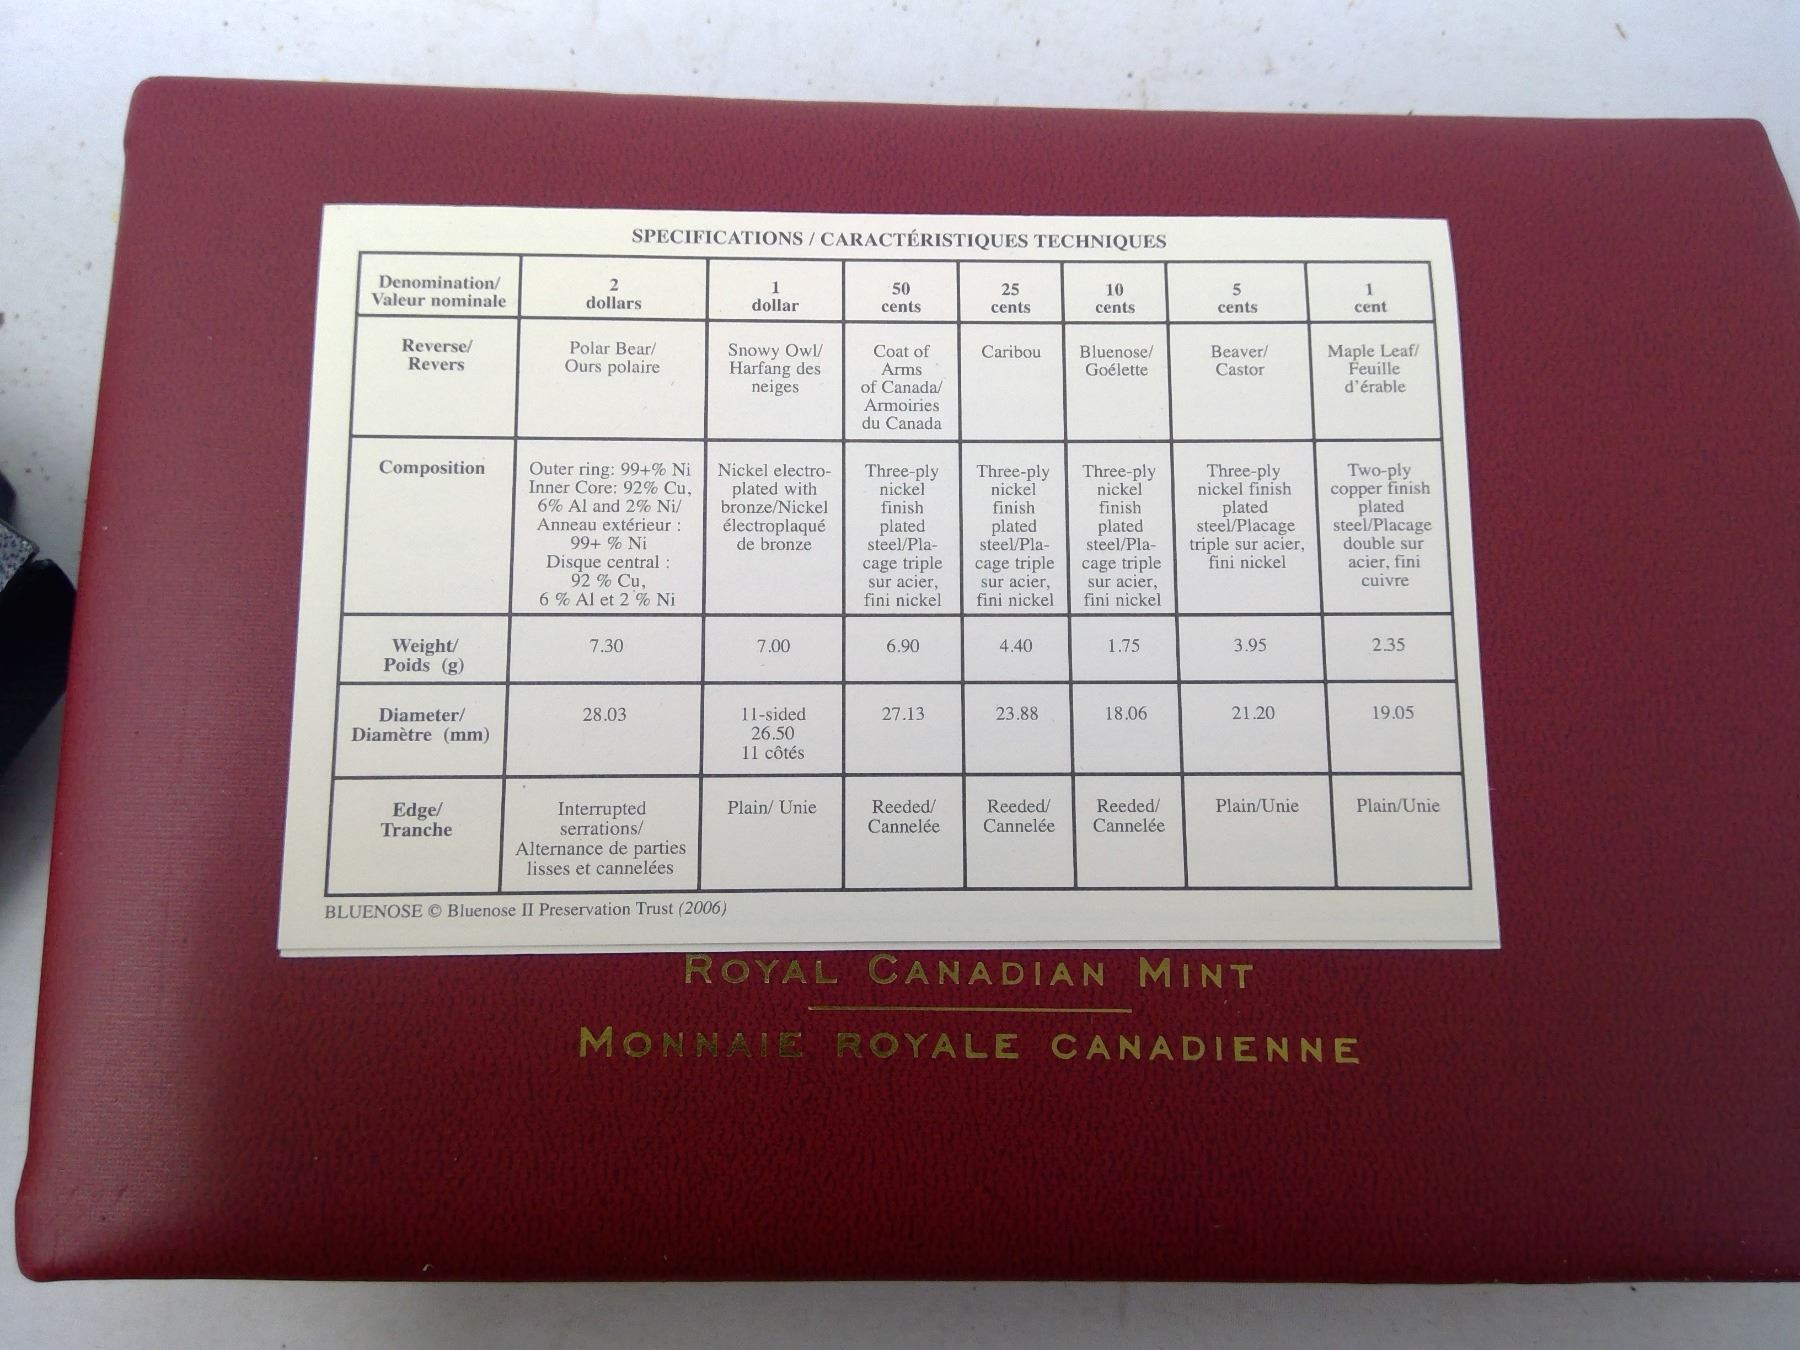 SPECIFICATIONS / CARACTÉRISTIQUES TECHNIQUES
Denomination/
Valeur nominale
2
dollars
1
dollar
50
cents
25
cents
10
cents
5
cents
1
cent
Reverse/
Revers
Polar Bear/
Ours polaire
Snowy Owl/
Harfang des
neiges
Coat of
Arms
of Canada/
Armoiries
du Canada
Caribou
Bluenose/
Goélette
Beaver/
Castor
Maple Leaf/
Feuille
d'érable
Composition
Outer ring: 99+% Ni
Inner Core: 92% Cu,
6% Al and 2% Ni/
Anneau extérieur :
99+ % Ni
Disque central :
92 % Cu,
6 % Al et 2 % Ni
Nickel electro-
plated with
bronze/Nickel
électroplaqué
de bronze
Three-ply
nickel
finish
plated
steel/Pla-
cage triple
sur acier,
fini nickel
Three-ply
nickel
finish
plated
steel/Pla-
cage triple
sur acier,
fini nickel
Three-ply
nickel
finish
plated
steel/Pla-
cage triple
sur acier,
fini nickel
Three-ply
nickel finish
plated
steel/Placage
triple sur acier,
fini nickel
Two-ply
copper finish
plated
steel/Placage
double sur
acier, fini
cuivre
Weight/
Poids (g)
7.30
7.00
6.90
4.40
1.75
3.95
2.35
Diameter/
Diamètre (mm)
28.03
11-sided
26.50
11 côtés
27.13
23.88
18.06
21.20
19.05
Edge/
Tranche
Interrupted
serrations/
Alternance de parties
lisses et cannelées
Plain/ Unie
Reeded/
Cannelée
Reeded/
Cannelée
Reeded/
Cannelée
Plain/Unie
Plain/Unie
BLUENOSE © Bluenose II Preservation Trust (2006)
ROYAL CANADIAN MINT
MONNAIE ROYALE CANADIENNE